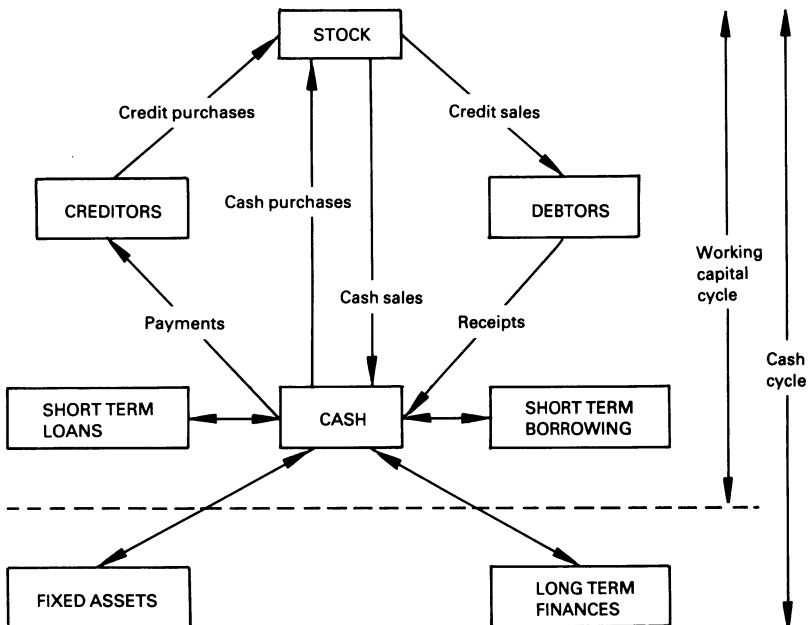 STOCK
Credit purchases
Credit sales
CREDITORS
Cash purchases
DEBTORS
Working
capital
cycle
Cash sales
Payments
Receipts
Cash
cycle
SHORT TERM
LOANS
CASH
SHORT TERM
BORROWING
FIXED ASSETS
LONG TERM
FINANCES